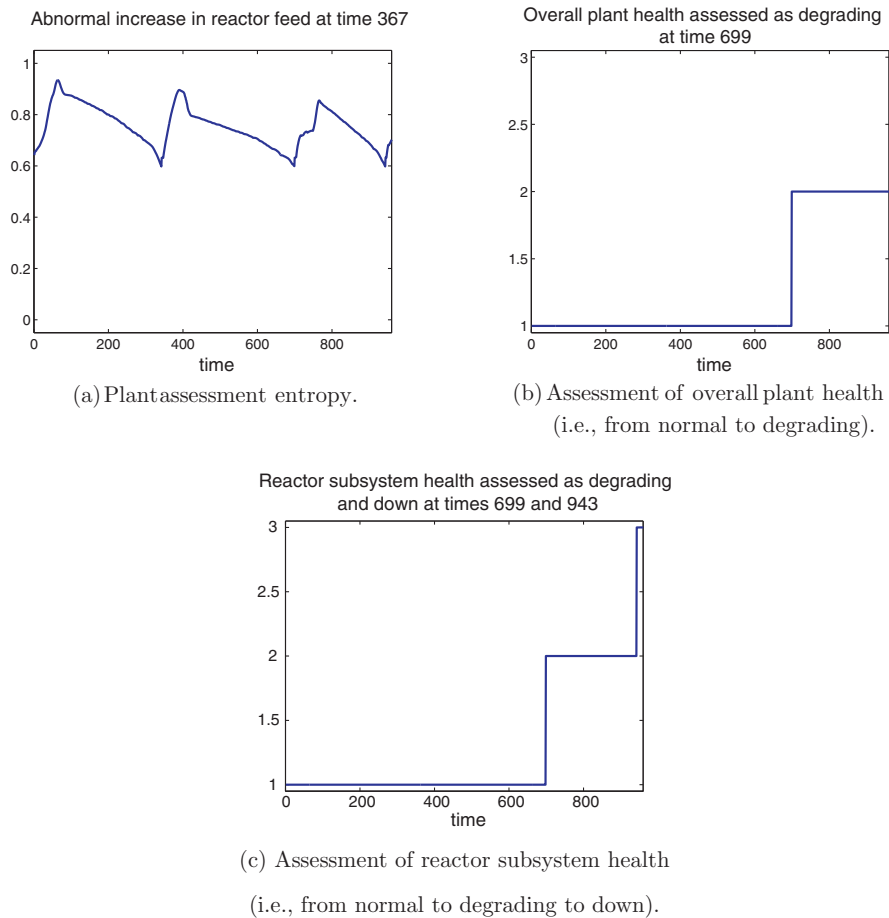 Abnormal increase in reactor feed at time 367
1
0.8
0.6
0.4
0.2
0
0 200 400 600 800
time
(a) Plantassessment entropy.
Overall plant health assessed as degrading
at time 699
3
2.5
2
1.5
1
0 200 400 600 800
time
(b) Assessment of overall plant health
(i.e., from normal to degrading).
Reactor subsystem health assessed as degrading
and down at times 699 and 943
3
2.5
2
1.5
1
0 200 400 600 800
time
(c) Assessment of reactor subsystem health
(i.e., from normal to degrading to down).